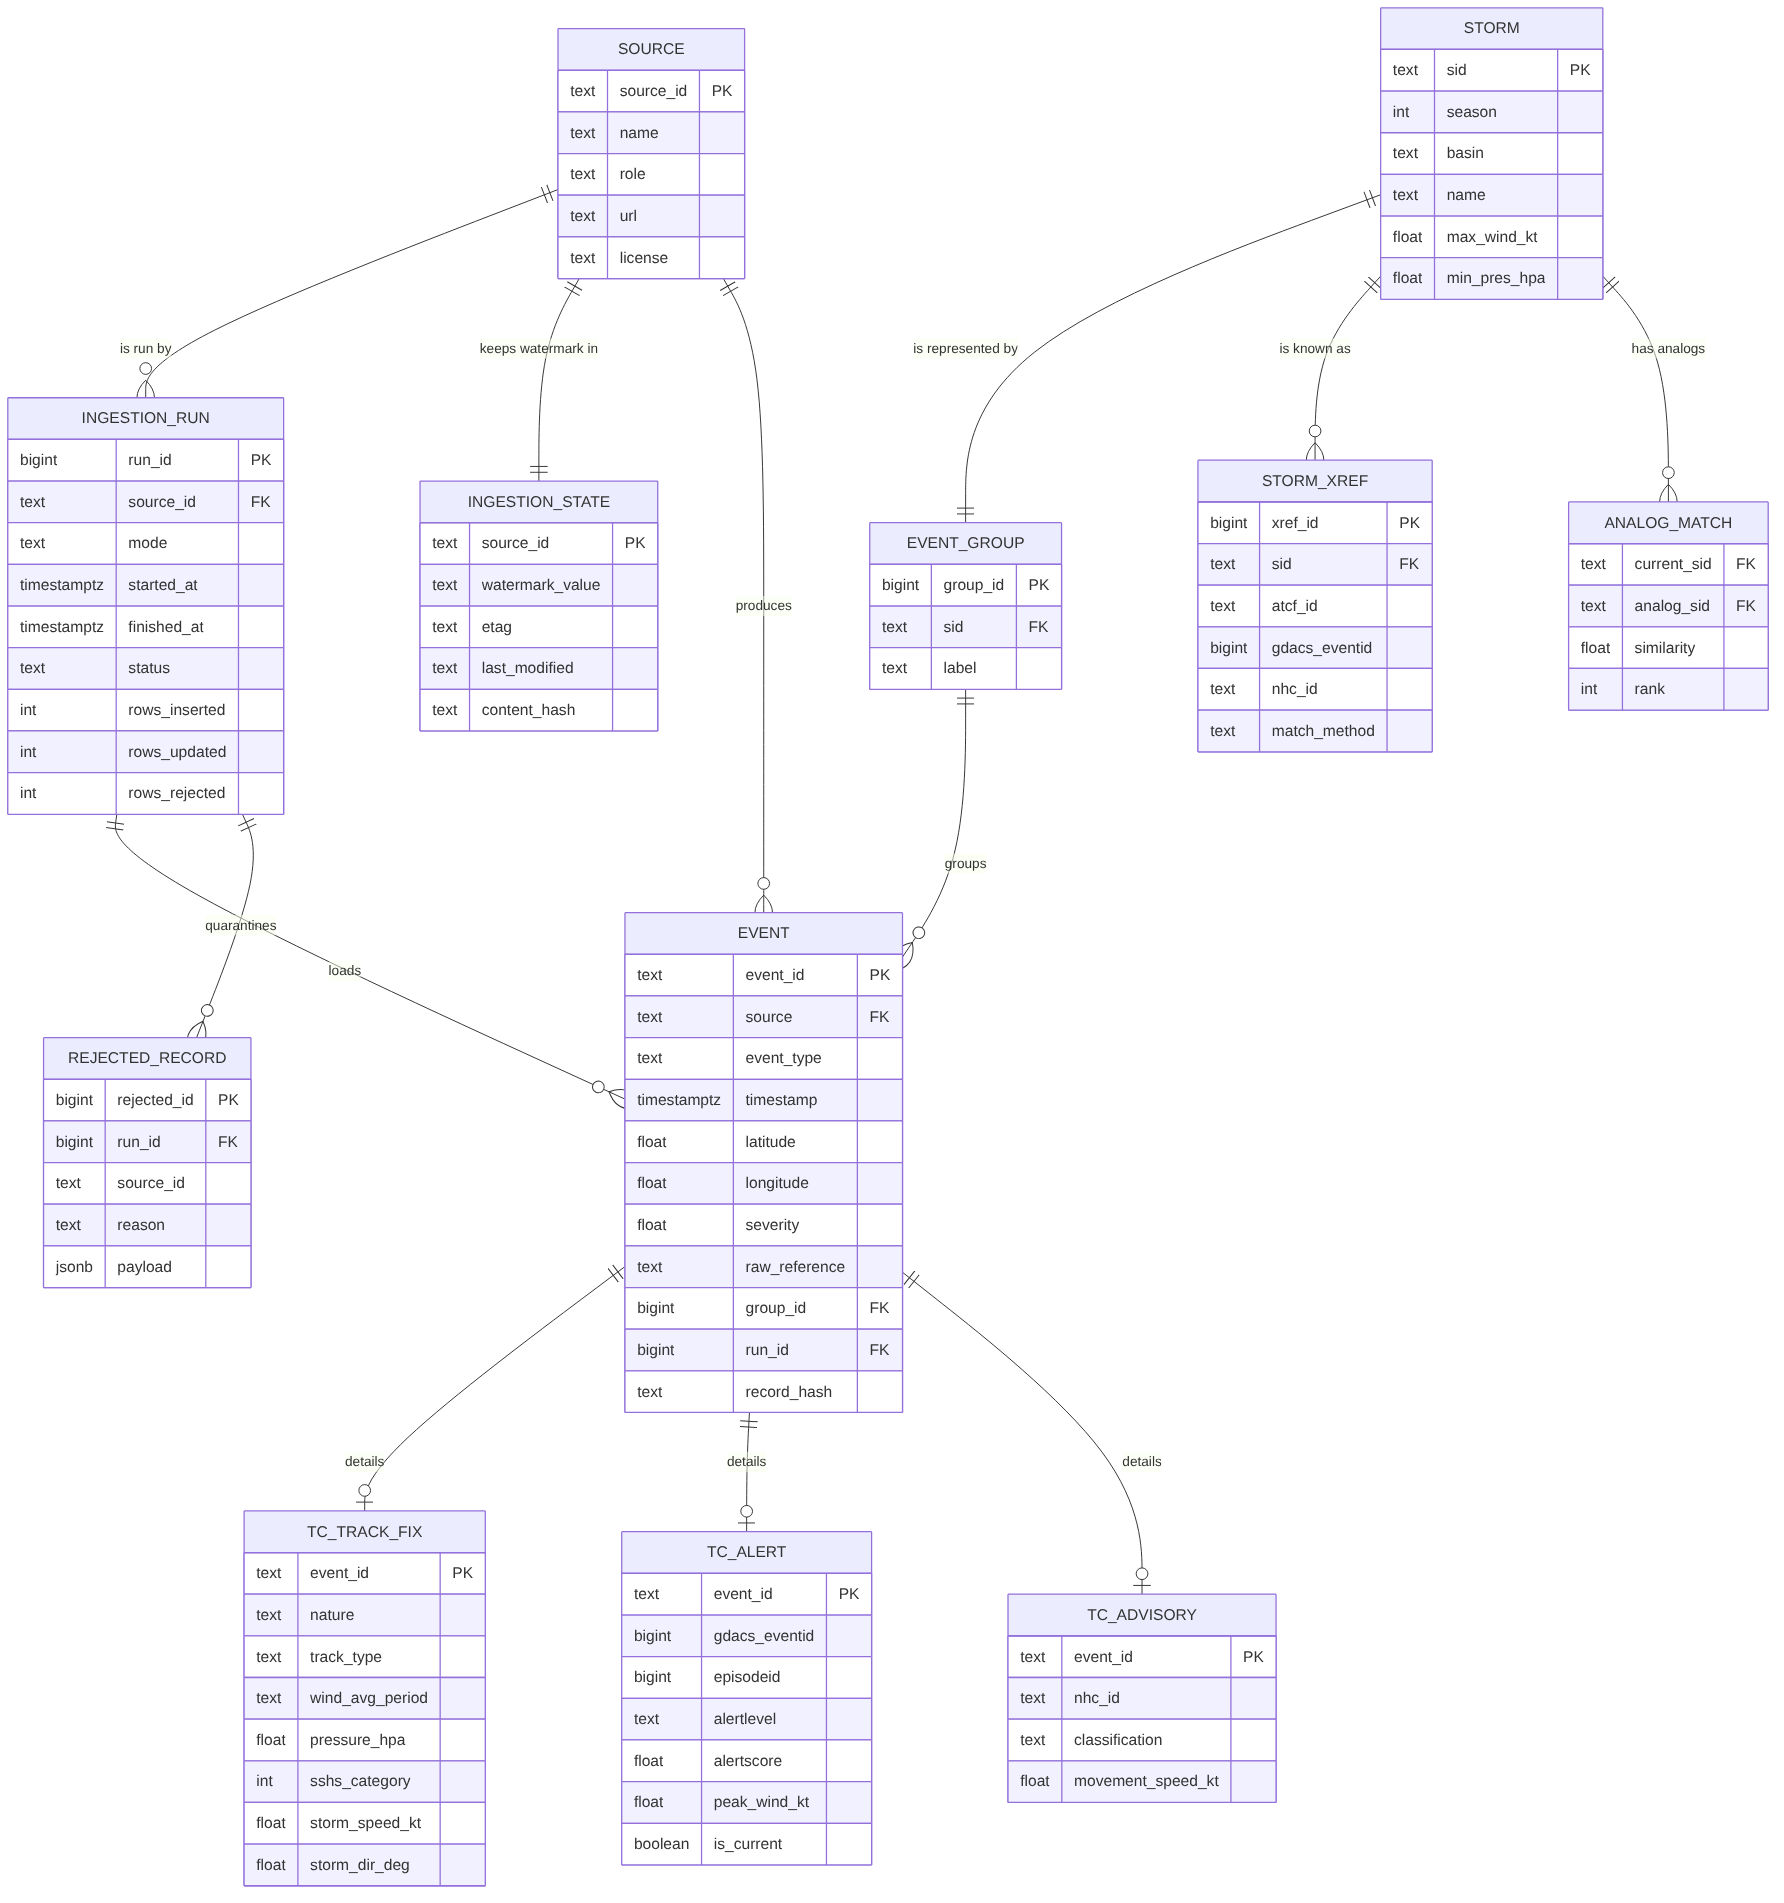 STORM
text sid PK
int season
text basin
text name
float max_wind_kt
float min_pres_hpa
SOURCE
text source_id PK
text name
text role
text url
text license
is run by
keeps watermark in
produces
is represented by
is known as
has analogs
INGESTION_RUN
bigint run_id PK
text source_id FK
text mode
timestamptz started_at
timestamptz finished_at
text status
int rows_inserted
int rows_updated
int rows_rejected
INGESTION_STATE
text source_id PK
text watermark_value
text etag
text last_modified
text content_hash
EVENT_GROUP
bigint group_id PK
text sid FK
text label
STORM_XREF
bigint xref_id PK
text sid FK
text atcf_id
bigint gdacs_eventid
text nhc_id
text match_method
ANALOG_MATCH
text current_sid FK
text analog_sid FK
float similarity
int rank
groups
quarantines
loads
REJECTED_RECORD
bigint rejected_id PK
bigint run_id FK
text source_id
text reason
jsonb payload
EVENT
text event_id PK
text source FK
text event_type
timestamptz timestamp
float latitude
float longitude
float severity
text raw_reference
bigint group_id FK
bigint run_id FK
text record_hash
details
details
details
TC_TRACK_FIX
text event_id PK
text nature
text track_type
text wind_avg_period
float pressure_hpa
int sshs_category
float storm_speed_kt
float storm_dir_deg
TC_ALERT
text event_id PK
bigint gdacs_eventid
bigint episodeid
text alertlevel
float alertscore
float peak_wind_kt
boolean is_current
TC_ADVISORY
text event_id PK
text nhc_id
text classification
float movement_speed_kt